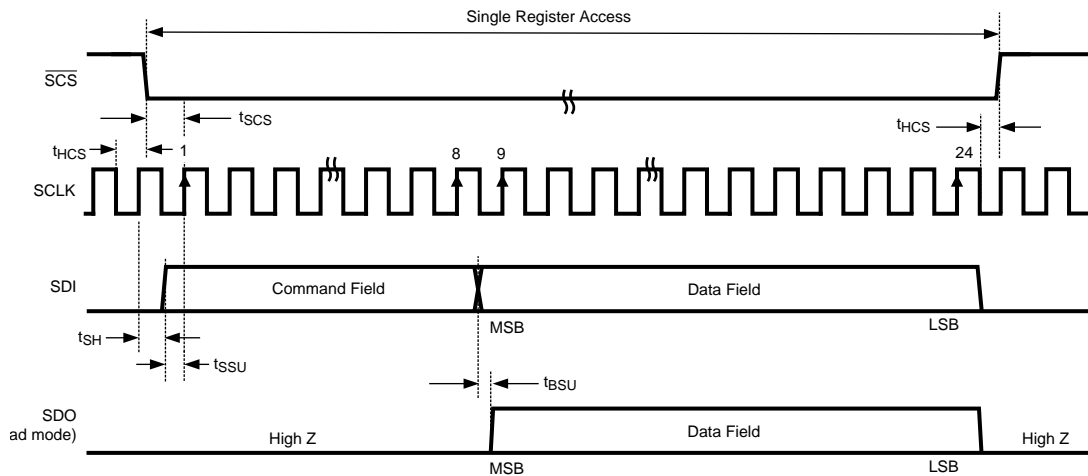 Single Register Access
SCS
tSCS
tHCS
tHCS
1
8
9
24
SCLK
SDI
Command Field
Data Field
MSB
LSB
tSH
tSSU
tBSU
SDO
ad mode)
High Z
Data Field
High Z
MSB
LSB